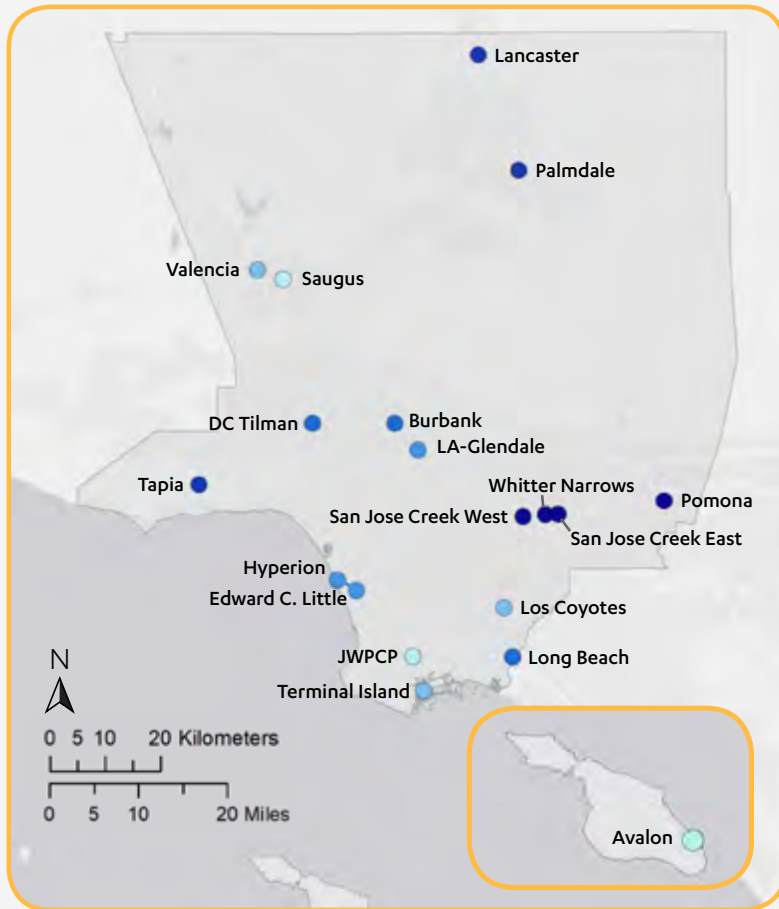 Lancaster
Palmdale
Valencia
Saugus
DC Tilman
Burbank
LA-Glendale
Tapia
Whitter Narrows
Pomona
San Jose Creek West
San Jose Creek East
Hyperion
Edward C. Little
Los Coyotes
JWPCP
Long Beach
Terminal Island
N
0 5 10 20 Kilometers
0 5 10 20 Miles
Avalon